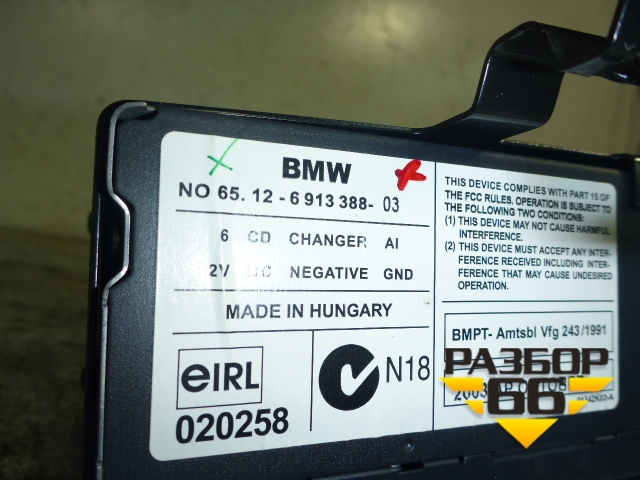 BMW
NO 65. 12 - 6 913 388- 03
6 CD CHANGER AI
2V NEGATIVE GND
MADE IN HUNGARY
eIRL
020258
N18
THIS DEVICE COMPLIES WITH PART 15 OF
THE FCC RULES. OPERATION IS SUBJECT TO
THE FOLLOWING TWO CONDITIONS:
(1) THIS DEVICE MAY NOT CAUSE HARMFUL
INTERFERENCE.
(2) THIS DEVICE MUST ACCEPT ANY INTER-
FERENCE RECEIVED INCLUDING INTER-
FERENCE THAT MAY CAUSE UNDESIRED
OPERATION.
BMPT- Amtsbl Vfg 243/1991
РАЗБОР
66